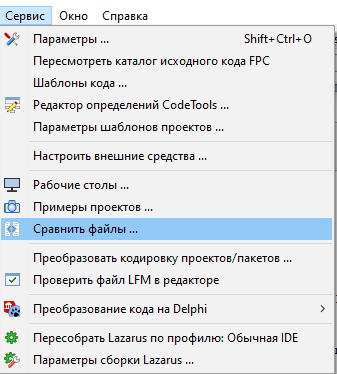 Сервис Окно Справка
Параметры ... Shift+Ctrl+O
Пересмотреть каталог исходного кода FPC
Шаблоны кода ...
Редактор определений CodeTools ...
Параметры шаблонов проектов ...
Настроить внешние средства ...
Рабочие столы ...
Примеры проектов ...
Сравнить файлы ...
Преобразовать кодировку проектов/пакетов ...
Проверить файл LFM в редакторе
Преобразование кода на Delphi
Пересобрать Lazarus по профилю: Обычная IDE
Параметры сборки Lazarus ...